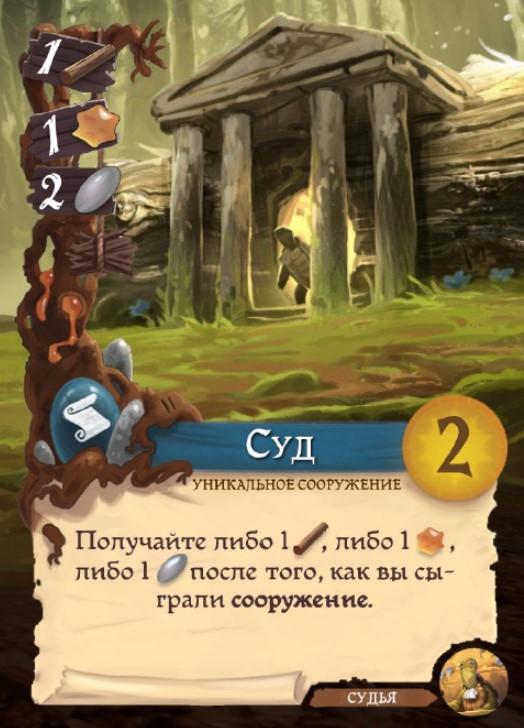 1
1
2
Суд
2
УНИКАЛЬНОЕ СООРУЖЕНИЕ
Получайте либо 1 , либо 1 ,
либо 1 после того, как вы сы-
грали сооружение.
СУДЬЯ